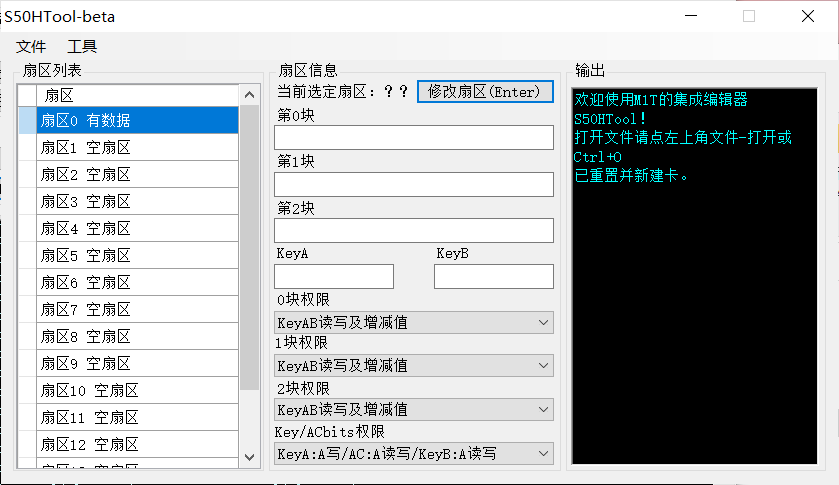 S50HTool-beta
文件 工具
扇区列表
扇区
扇区0 有数据
扇区1 空扇区
扇区2 空扇区
扇区3 空扇区
扇区4 空扇区
扇区5 空扇区
扇区6 空扇区
扇区7 空扇区
扇区8 空扇区
扇区9 空扇区
扇区10 空扇区
扇区11 空扇区
扇区12 空扇区
扇区信息
当前选定扇区：？？ 修改扇区(Enter)
第0块
第1块
第2块
KeyA KeyB
0块权限
KeyAB读写及增减值
1块权限
KeyAB读写及增减值
2块权限
KeyAB读写及增减值
Key/ACbits权限
KeyA:A写/AC:A读写/KeyB:A读写
输出
欢迎使用M1T的集成编辑器
S50HTool！
打开文件请点左上角文件-打开或
Ctrl+O
已重置并新建卡。